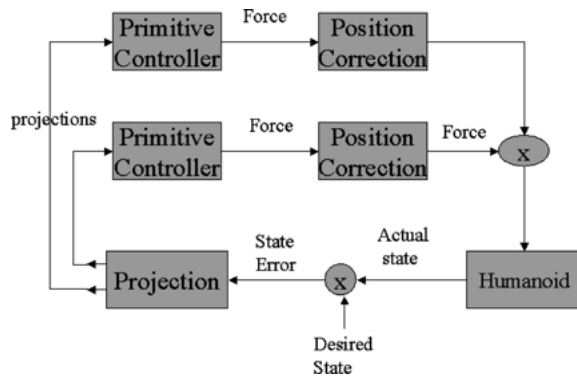 Primitive
Controller
Force
Position
Correction
projections
Primitive
Controller
Force
Position
Correction
Force
x
Projection
State
Error
x
Actual
state
Humanoid
Desired
State